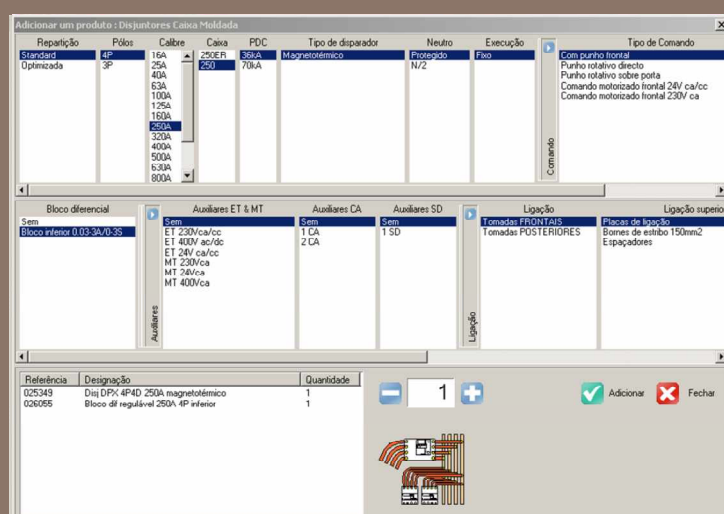 Adicionar um produto : Disjuntores Caixa Moldada
Repartição Pólos Calibre Caixa PDC Tipo de disparador Neutro Execução Tipo de Comando
Standard 4P 16A 250ER 36kA Magnetotérmico Protegido Fixo Com punho frontal
Optimizada 3P 25A 250 70kA N/2 Punho rotativo directo
40A Punho rotativo sobre porta
63A Comando motorizado frontal 24V ca/cc
100A Comando motorizado frontal 230V ca
125A
160A
250A
320A
400A
500A
630A
800A
Comando
Bloco diferencial Auxiliares ET & MT Auxiliares CA Auxiliares SD Ligação Ligação superio
Sem Sem Sem Sem Tomadas FRONTAIS Placas de ligação
Bloco inferior 0.03-3A/0-3S ET 230Vca/cc 1 CA 1 SD Tomadas POSTERIORES Bornes de estribo 150mm2
ET 400V ac/dc 2 CA Espaçadores
ET 24V ca/cc
MT 230Vca
MT 24Vca
MT 400Vca
Auxiliares
Ligação
Referência Designação Quantidade
025349 Disj DPX 4P4D 250A magnetotérmico 1
026055 Bloco dif regulável 250A 4P inferior 1
1
Adicionar
Fechar